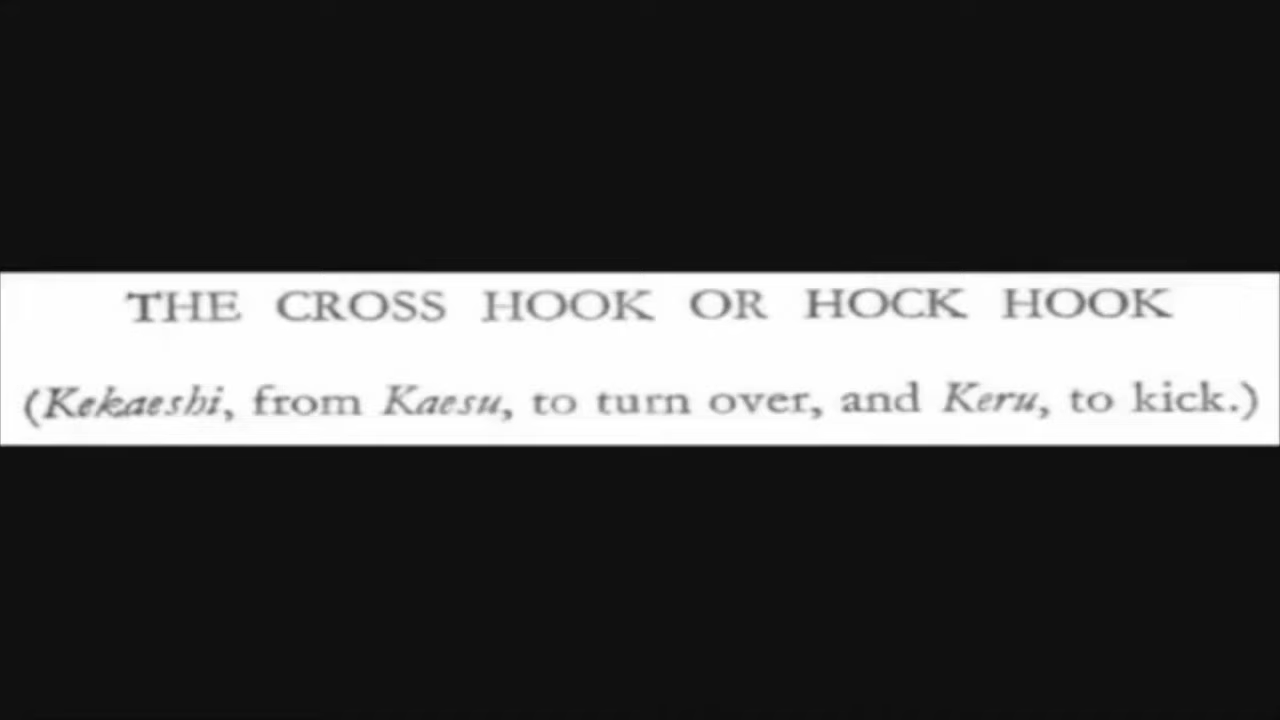 THE CROSS HOOK OR HOCK HOOK
(Kekaeshi, from Kaesu, to turn over, and Keru, to kick.)